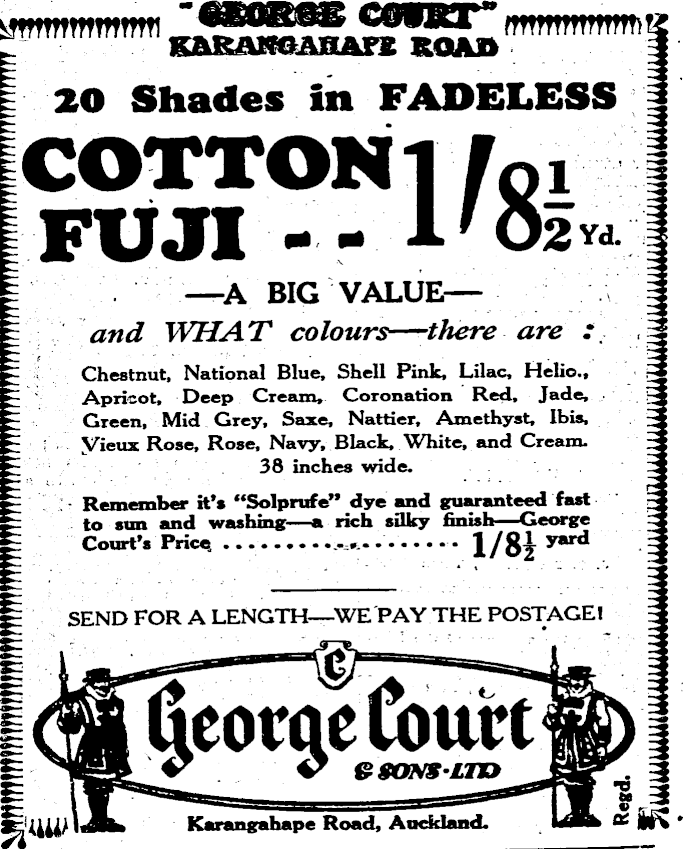 "GEORGE COURT"
KARANGAHAPE ROAD
20 Shades in FADELESS
COTTON
FUJI -- 1/8½ Yd.
—A BIG VALUE—
and WHAT colours—there are :
Chestnut, National Blue, Shell Pink, Lilac, Helio.,
Apricot, Deep Cream, Coronation Red, Jade,
Green, Mid Grey, Saxe, Nattier, Amethyst, Ibis,
Vieux Rose, Rose, Navy, Black, White, and Cream.
38 inches wide.
Remember it's "Solprufe" dye and guaranteed fast
to sun and washing—a rich silky finish—George
Court's Price ..................... 1/8½ yard
SEND FOR A LENGTH—WE PAY THE POSTAGE!
C
George Court
& SONS·LTD
Regd.
Karangahape Road, Auckland.